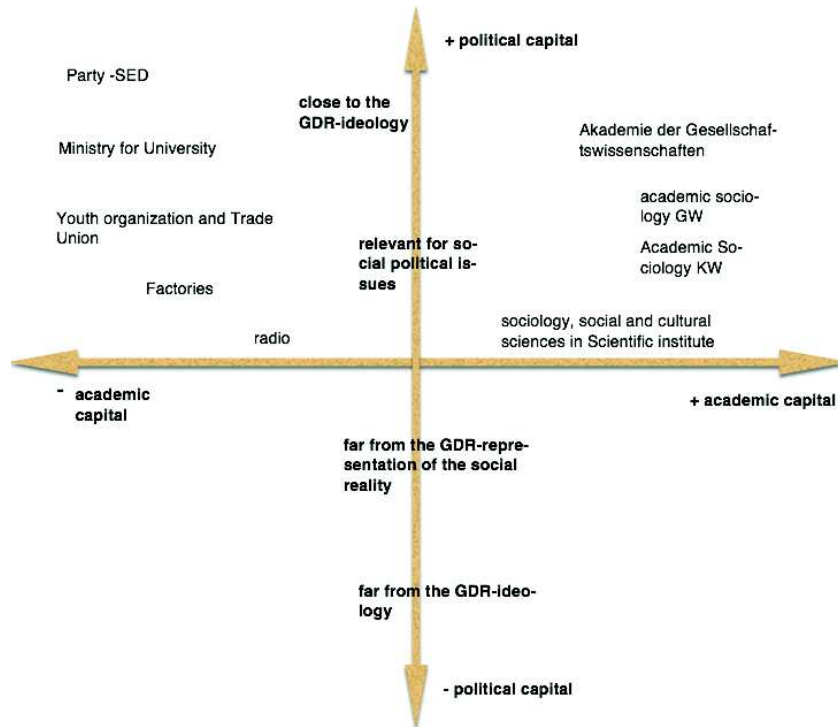 + political capital
Party -SED
close to the
GDR-ideology
Akademie der Gesellschaf-
tswissenschaften
Ministry for University
academic socio-
logy GW
Youth organization and Trade
Union
relevant for so-
cial political is-
sues
Academic So-
ciology KW
Factories
radio
sociology, social and cultural
sciences in Scientific institute
- academic
capital
+ academic capital
far from the GDR-repre-
sentation of the social
reality
far from the GDR-ideo-
logy
- political capital